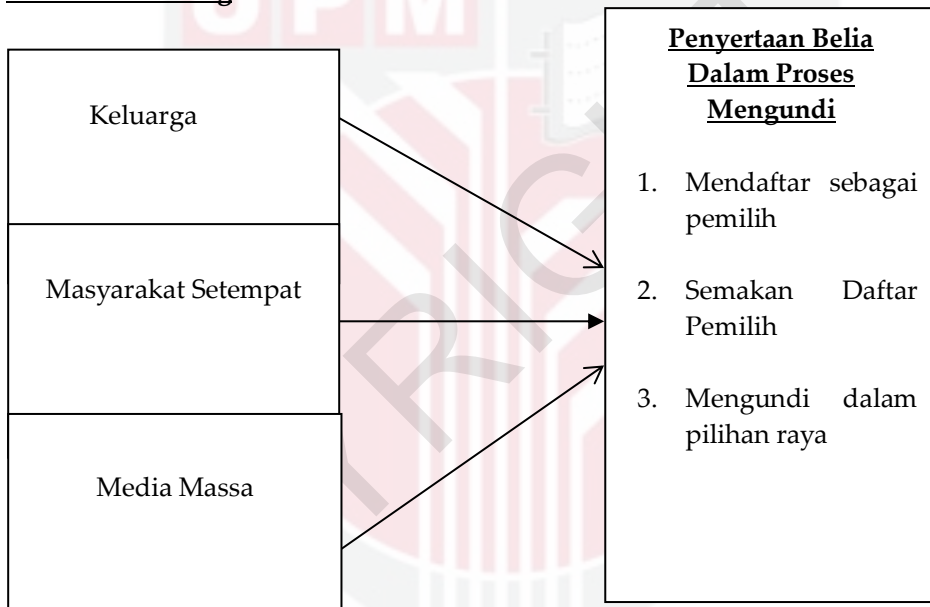 UPM
Keluarga
Masyarakat Setempat
Media Massa
Penyertaan Belia
Dalam Proses
Mengundi
1. Mendaftar sebagai
pemilih
2. Semakan Daftar
Pemilih
3. Mengundi dalam
pilihan raya